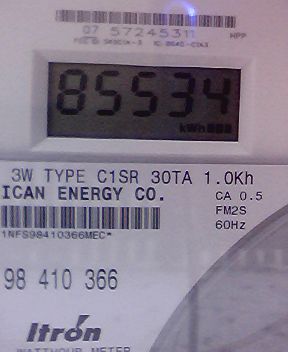 07 57245311
HPP
85534
kWh
3W TYPE C1SR 30TA 1.0Kh
ICAN ENERGY CO.
CA 0.5
FM2S
60Hz
1NFS98410366MEC*
98 410 366
Itron
WATTHOUR METER